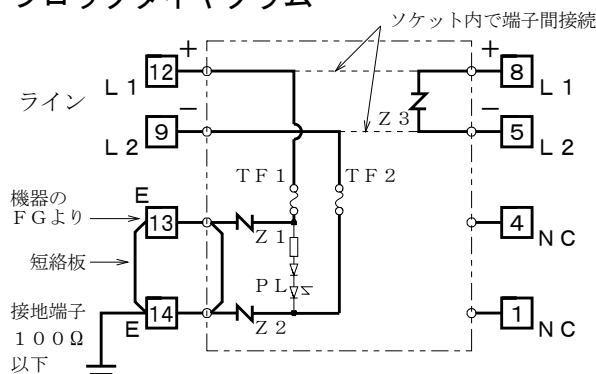 ブロックダイヤグラム
ソケット内で端子間接続
+ +
12 8
L1 L1
ライン
− Z3 −
9 5
L2 L2
TF1 TF2
機器の
FGより
E
13 4
Z1 NC
短絡板
PL
接地端子
100Ω
以下
14 1
E Z2 NC